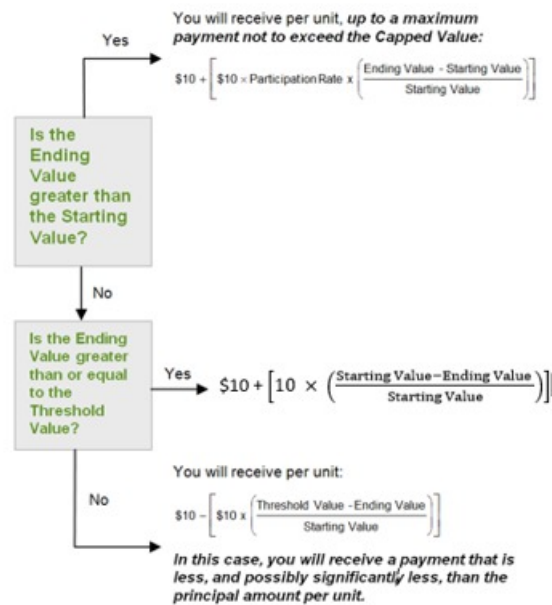 You will receive per unit, up to a maximum
payment not to exceed the Capped Value:
Yes
$10 + [ $10 × Participation Rate x ( Ending Value - Starting Value / Starting Value ) ]
Is the
Ending
Value
greater than
the Starting
Value?
No
Is the Ending
Value greater
than or equal
to the
Threshold
Value?
Yes
$10 + [ 10 × ( Starting Value−Ending Value / Starting Value ) ]
You will receive per unit:
No
$10 − [ $10 x ( Threshold Value - Ending Value / Starting Value ) ]
In this case, you will receive a payment that is
less, and possibly significantly less, than the
principal amount per unit.